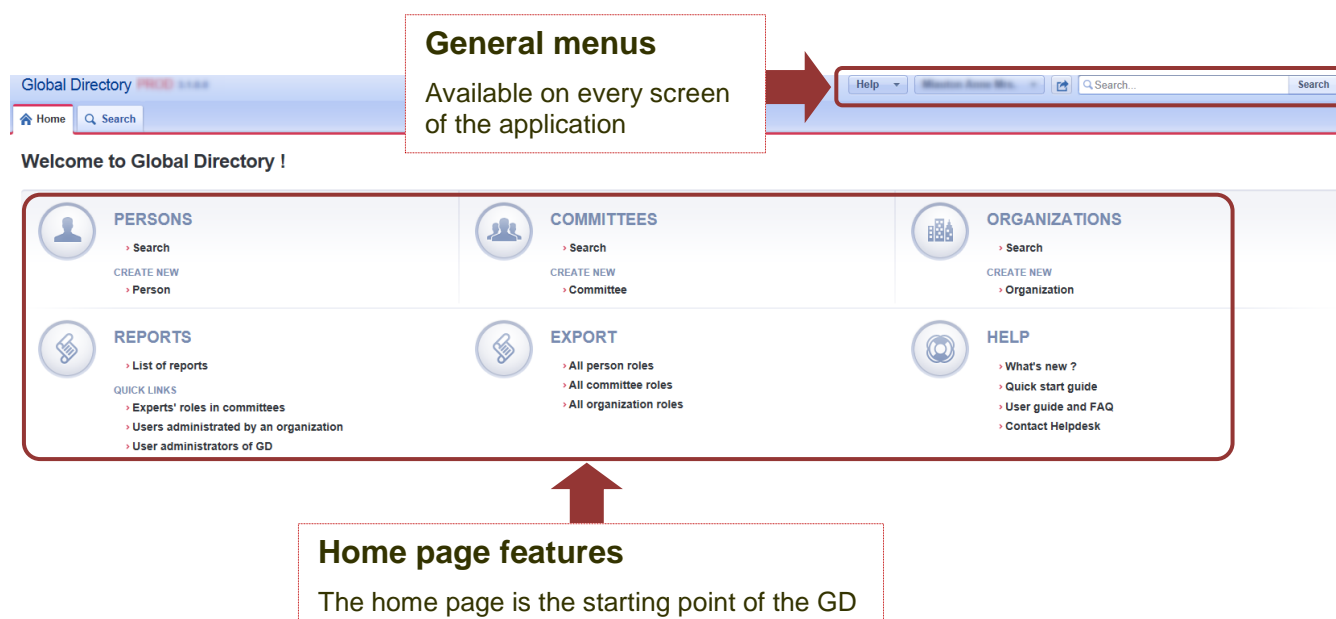 General menus
Available on every screen
of the application
Global Directory
Help
Search...
Search
Home
Search
Welcome to Global Directory !
PERSONS
› Search
CREATE NEW
› Person
COMMITTEES
› Search
CREATE NEW
› Committee
ORGANIZATIONS
› Search
CREATE NEW
› Organization
REPORTS
› List of reports
QUICK LINKS
› Experts' roles in committees
› Users administrated by an organization
› User administrators of GD
EXPORT
› All person roles
› All committee roles
› All organization roles
HELP
› What's new ?
› Quick start guide
› User guide and FAQ
› Contact Helpdesk
Home page features
The home page is the starting point of the GD